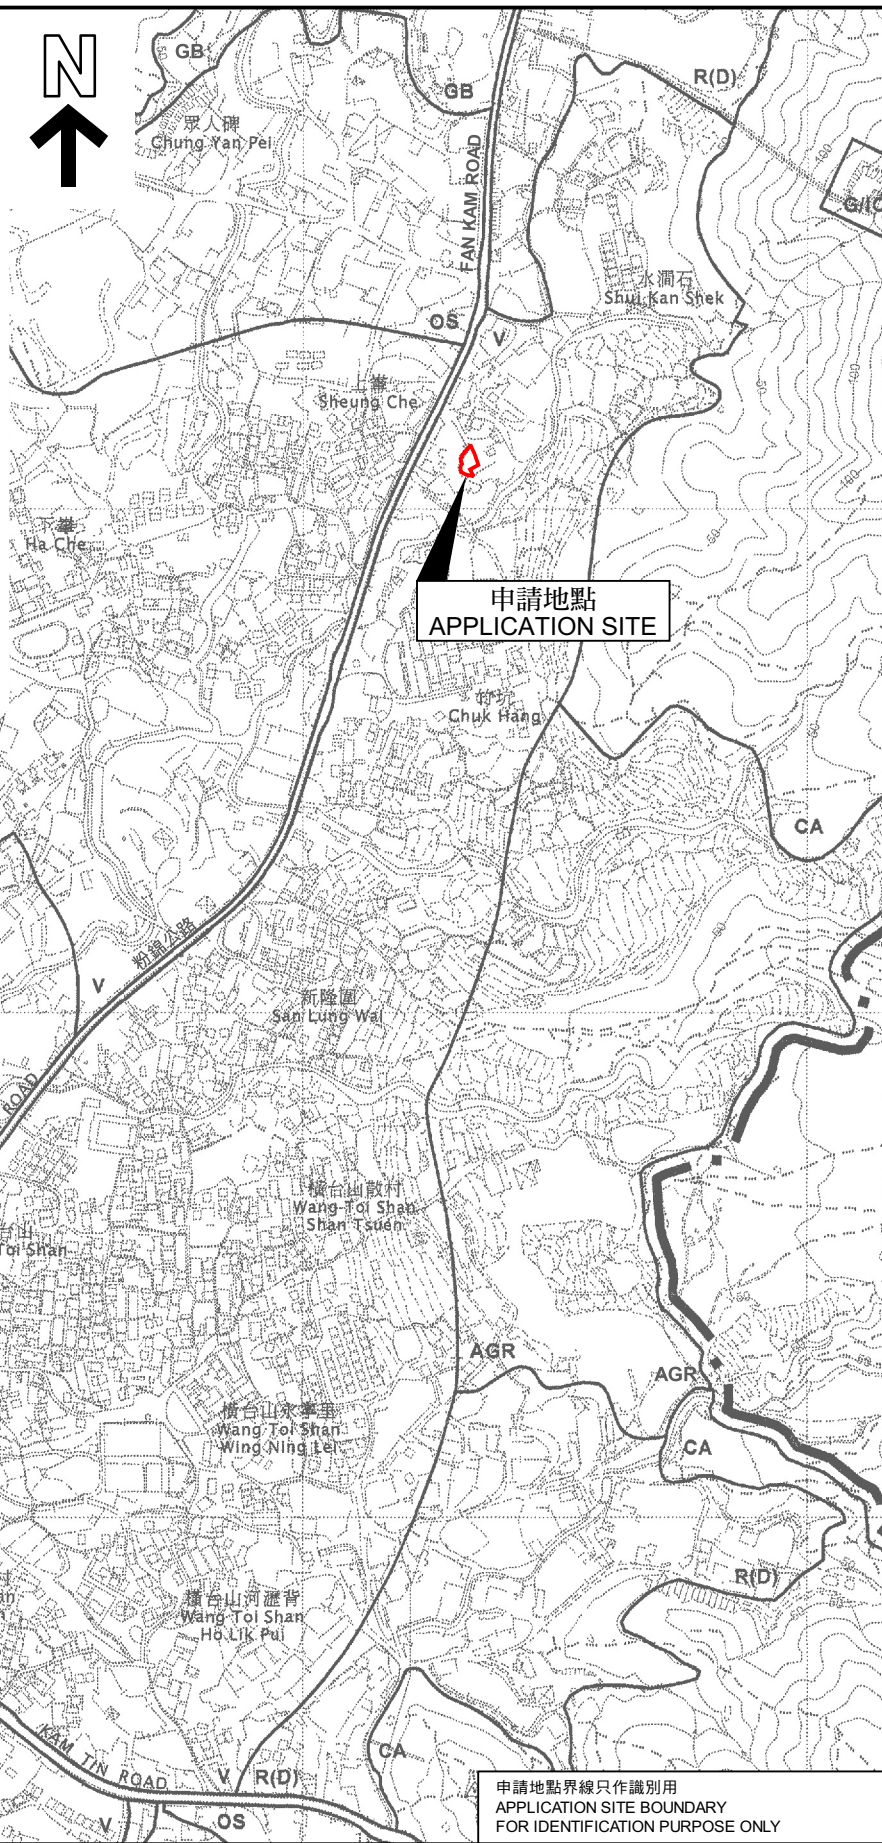 N
GB
GB
R(D)
眾人碑
Chung Yan Pei
FAN KAM ROAD
G/IC
水澗石
Shui Kan Shek
OS
V
上輋
Sheung Che
下輋
Ha Che
申請地點
APPLICATION SITE
竹坑
Chuk Hang
CA
粉錦公路
V
新隆圍
San Lung Wai
ROAD
橫台山散村
Wang Toi Shan
Shan Tsuen
台山
Toi Shan
AGR
AGR
橫台山永寧里
Wang Toi Shan
Wing Ning Lei
CA
R(D)
橫台山河瀝背
Wang Toi Shan
Ho Lik Pui
KAM TIN ROAD
V
R(D)
CA
V
OS
申請地點界線只作識別用
APPLICATION SITE BOUNDARY
FOR IDENTIFICATION PURPOSE ONLY